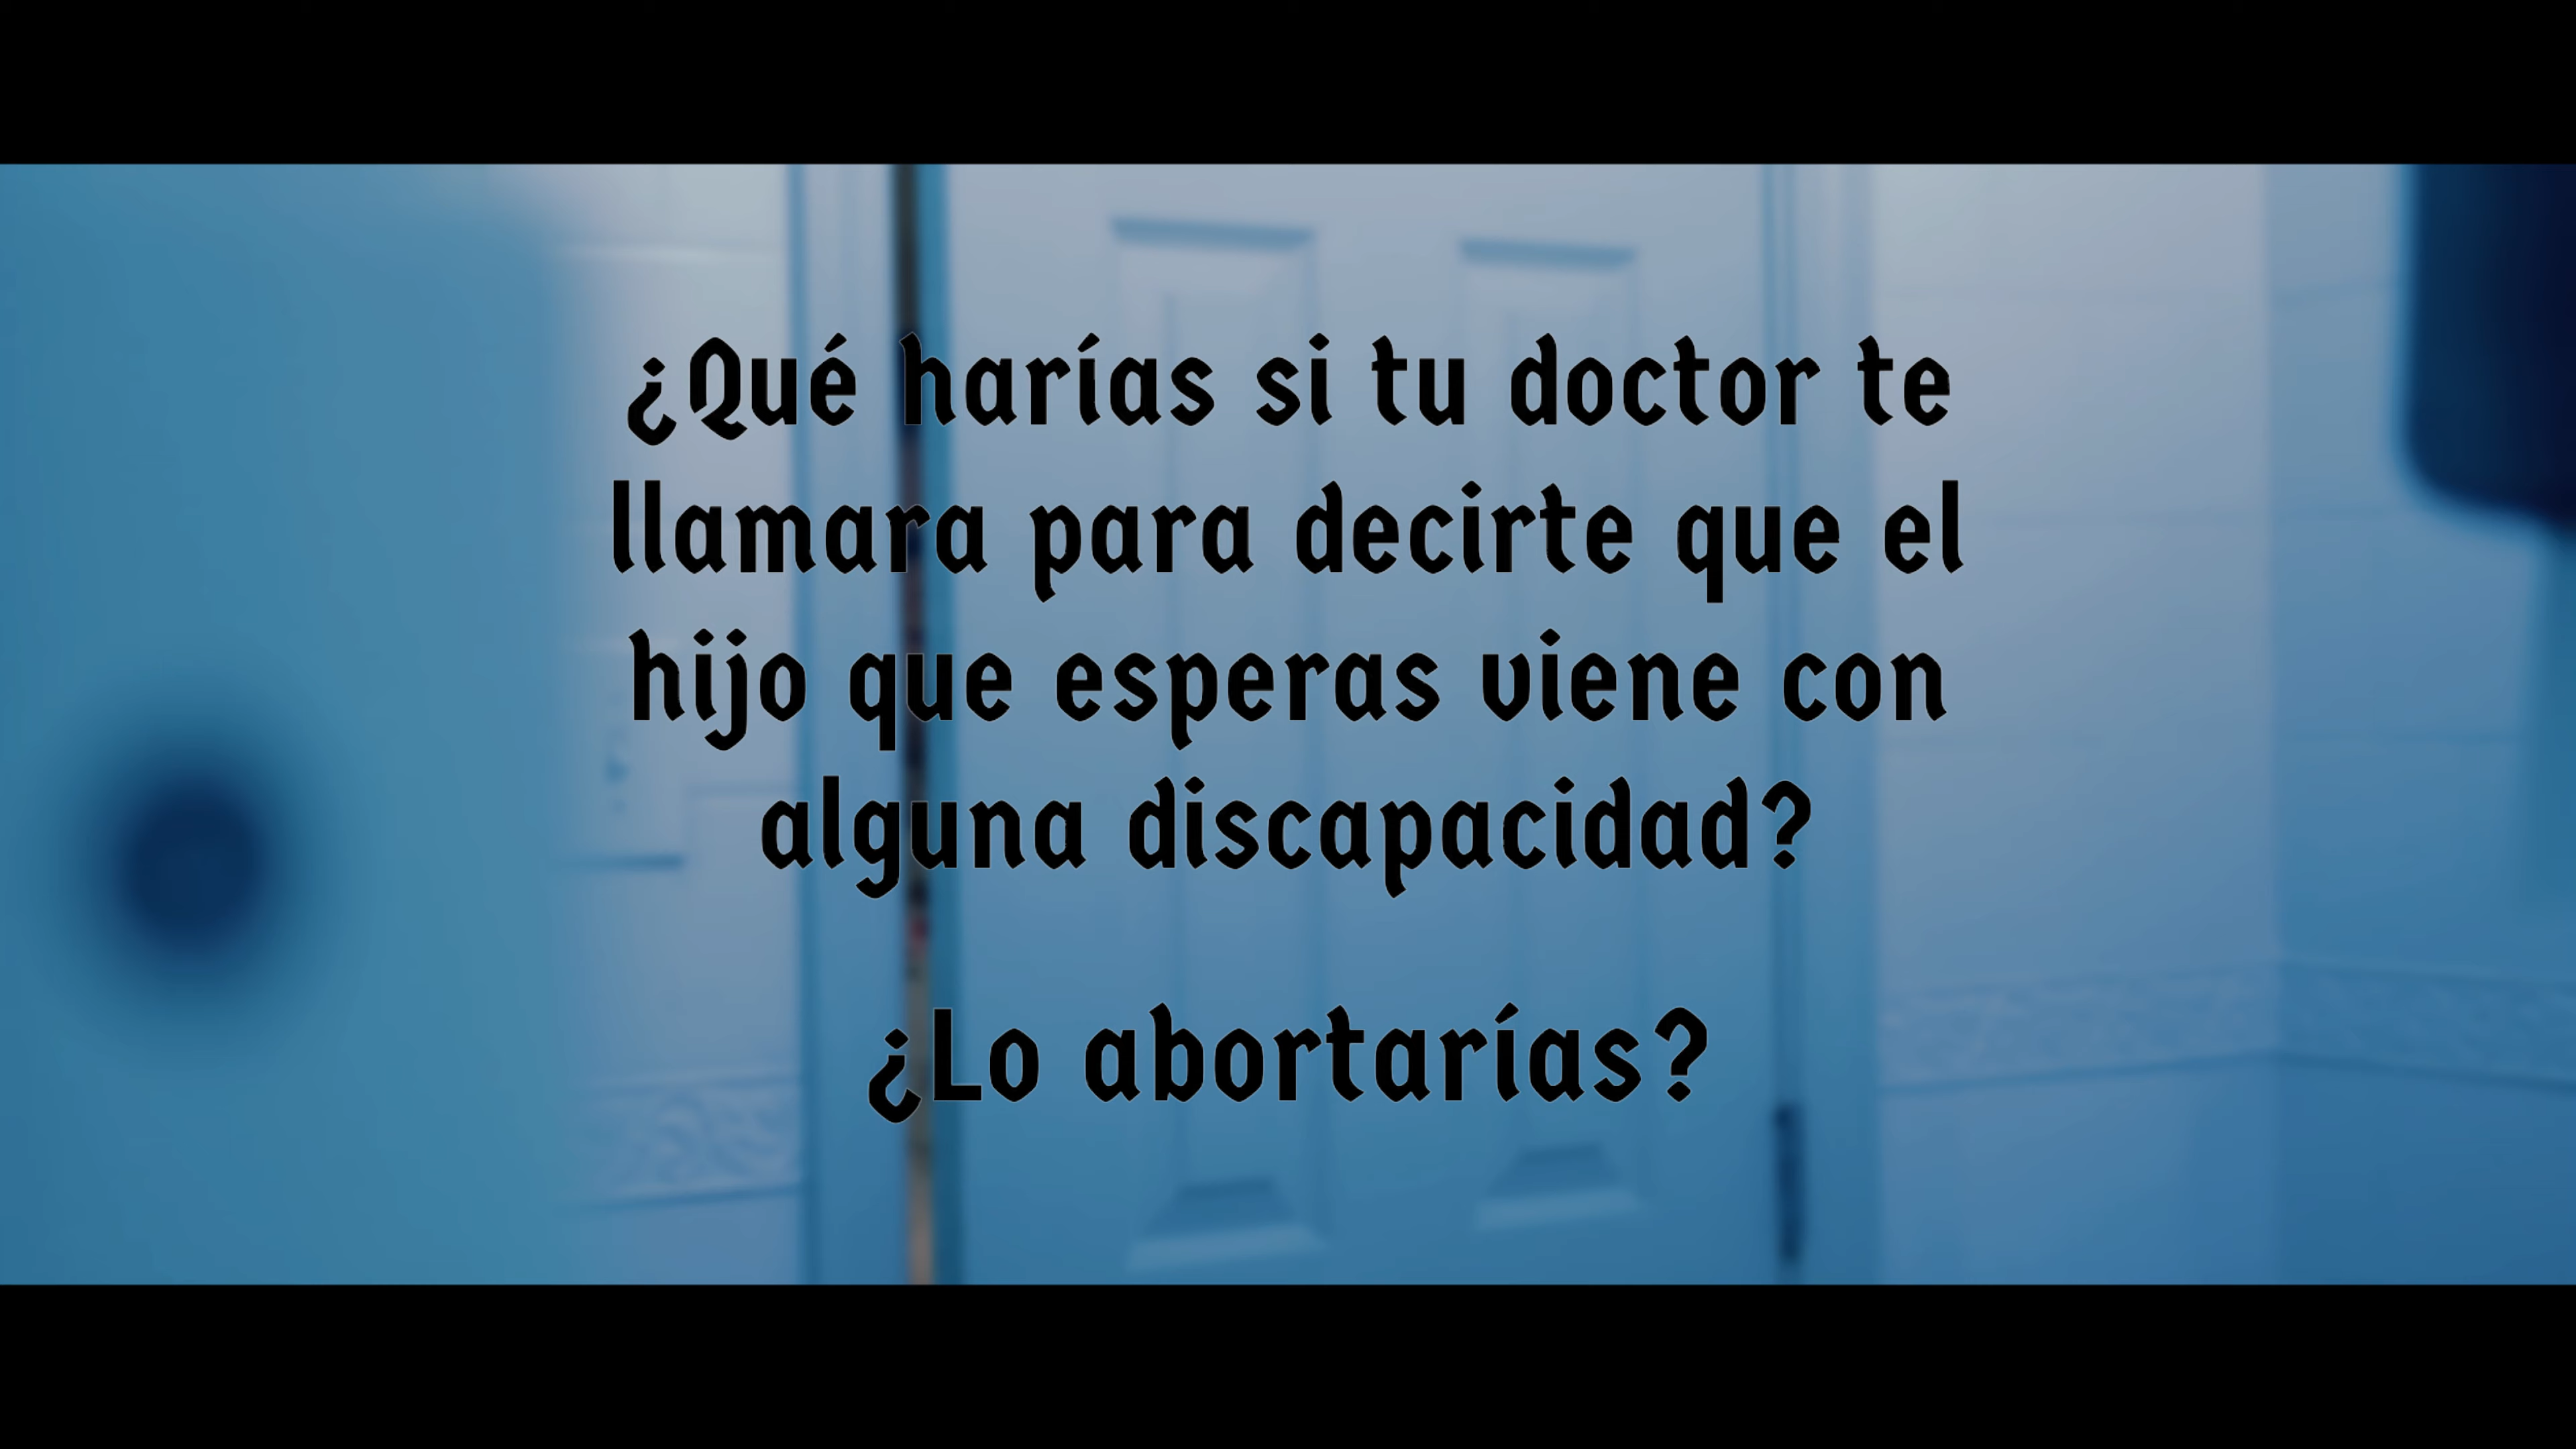 ¿Qué harías si tu doctor te
llamara para decirte que el
hijo que esperas viene con
alguna discapacidad?
¿Lo abortarías?